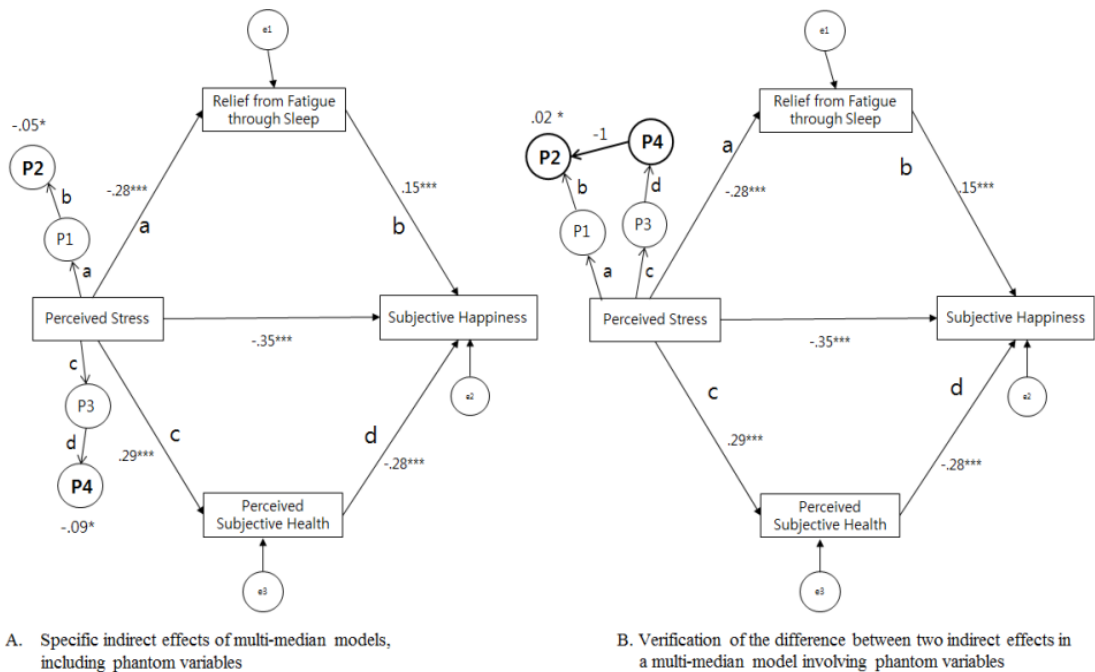 e1
Relief from Fatigue
through Sleep
-.05*
P2
b
P1
a
-.28***
a
.15***
b
Perceived Stress
-.35***
Subjective Happiness
c
P3
d
P4
-.09*
.29***
c
d
-.28***
e2
Perceived
Subjective Health
e3
A. Specific indirect effects of multi-median models,
including phantom variables
e1
Relief from Fatigue
through Sleep
.02 *
-1
P2
P4
b
d
P1
P3
a
c
a
-.28***
b
.15***
Perceived Stress
-.35***
Subjective Happiness
c
.29***
d
-.28***
e2
Perceived
Subjective Health
e3
B. Verification of the difference between two indirect effects in
a multi-median model involving phantom variables